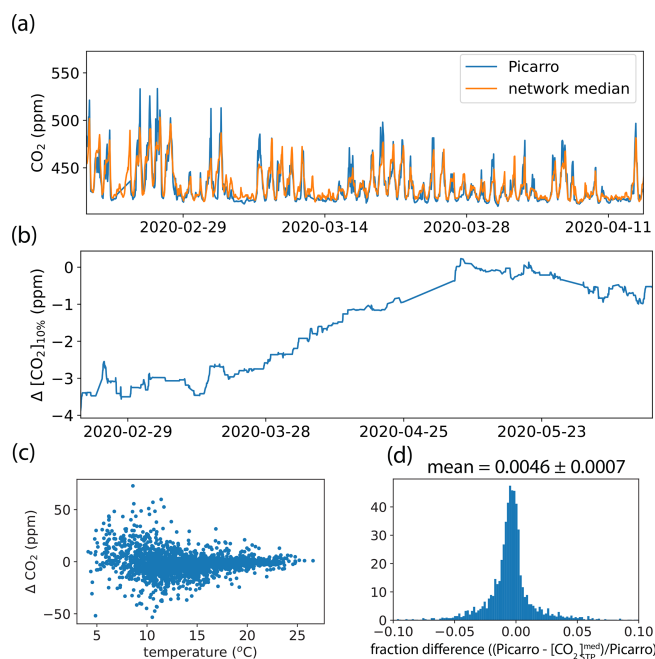 (a)
CO₂ (ppm)
550
500
450
Picarro
network median
2020-02-29
2020-03-14
2020-03-28
2020-04-11
(b)
Δ [CO₂]₁₀% (ppm)
0
−1
−2
−3
−4
2020-02-29
2020-03-28
2020-04-25
2020-05-23
(c)
Δ CO₂ (ppm)
50
0
−50
5
10
15
20
25
temperature (°C)
(d)
mean = 0.0046 ± 0.0007
40
30
20
10
0
−0.10
−0.05
0.00
0.05
0.10
fraction difference ((Picarro - [CO₂]med STP)/Picarro)